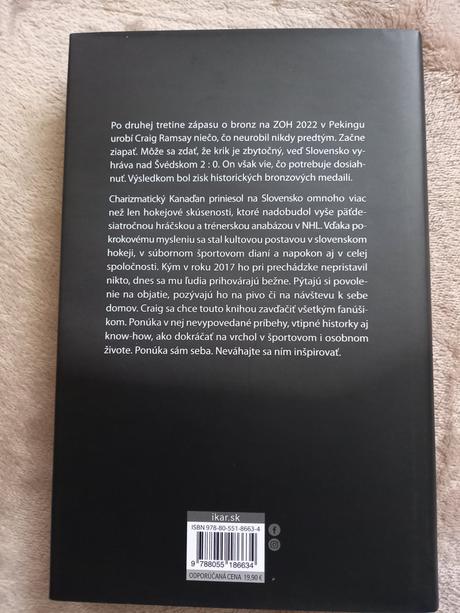 Po druhej tretine zápasu o bronz na ZOH 2022 v Pekingu
urobí Craig Ramsay niečo, čo neurobil nikdy predtým. Začne
ziapať. Môže sa zdať, že krik je zbytočný, veď Slovensko vy-
hráva nad Švédskom 2 : 0. On však vie, čo potrebuje dosiah-
nuť. Výsledkom bol zisk historických bronzových medailí.
Charizmatický Kanaďan priniesol na Slovensko omnoho viac
než len hokejové skúsenosti, ktoré nadobudol vyše päťde-
siatročnou hráčskou a trénerskou anabázou v NHL. Vďaka po-
krokovému mysleniu sa stal kultovou postavou v slovenskom
hokeji, v súbornom športovom dianí a napokon aj v celej
spoločnosti. Kým v roku 2017 ho pri prechádzke nepristavil
nikto, dnes sa mu ľudia prihovárajú bežne. Pýtajú si povole-
nie na objatie, pozývajú ho na pivo či na návštevu k sebe
domov. Craig sa chce touto knihou zavďačiť všetkým fanúši-
kom. Ponúka v nej nevypovedané príbehy, vtipné historky aj
know-how, ako dokráčať na vrchol v športovom i osobnom
živote. Ponúka sám seba. Neváhajte sa ním inšpirovať.
ikar.sk
ISBN 978-80-551-8663-4
9 788055 186634
ODPORÚČANÁ CENA 19,90 €